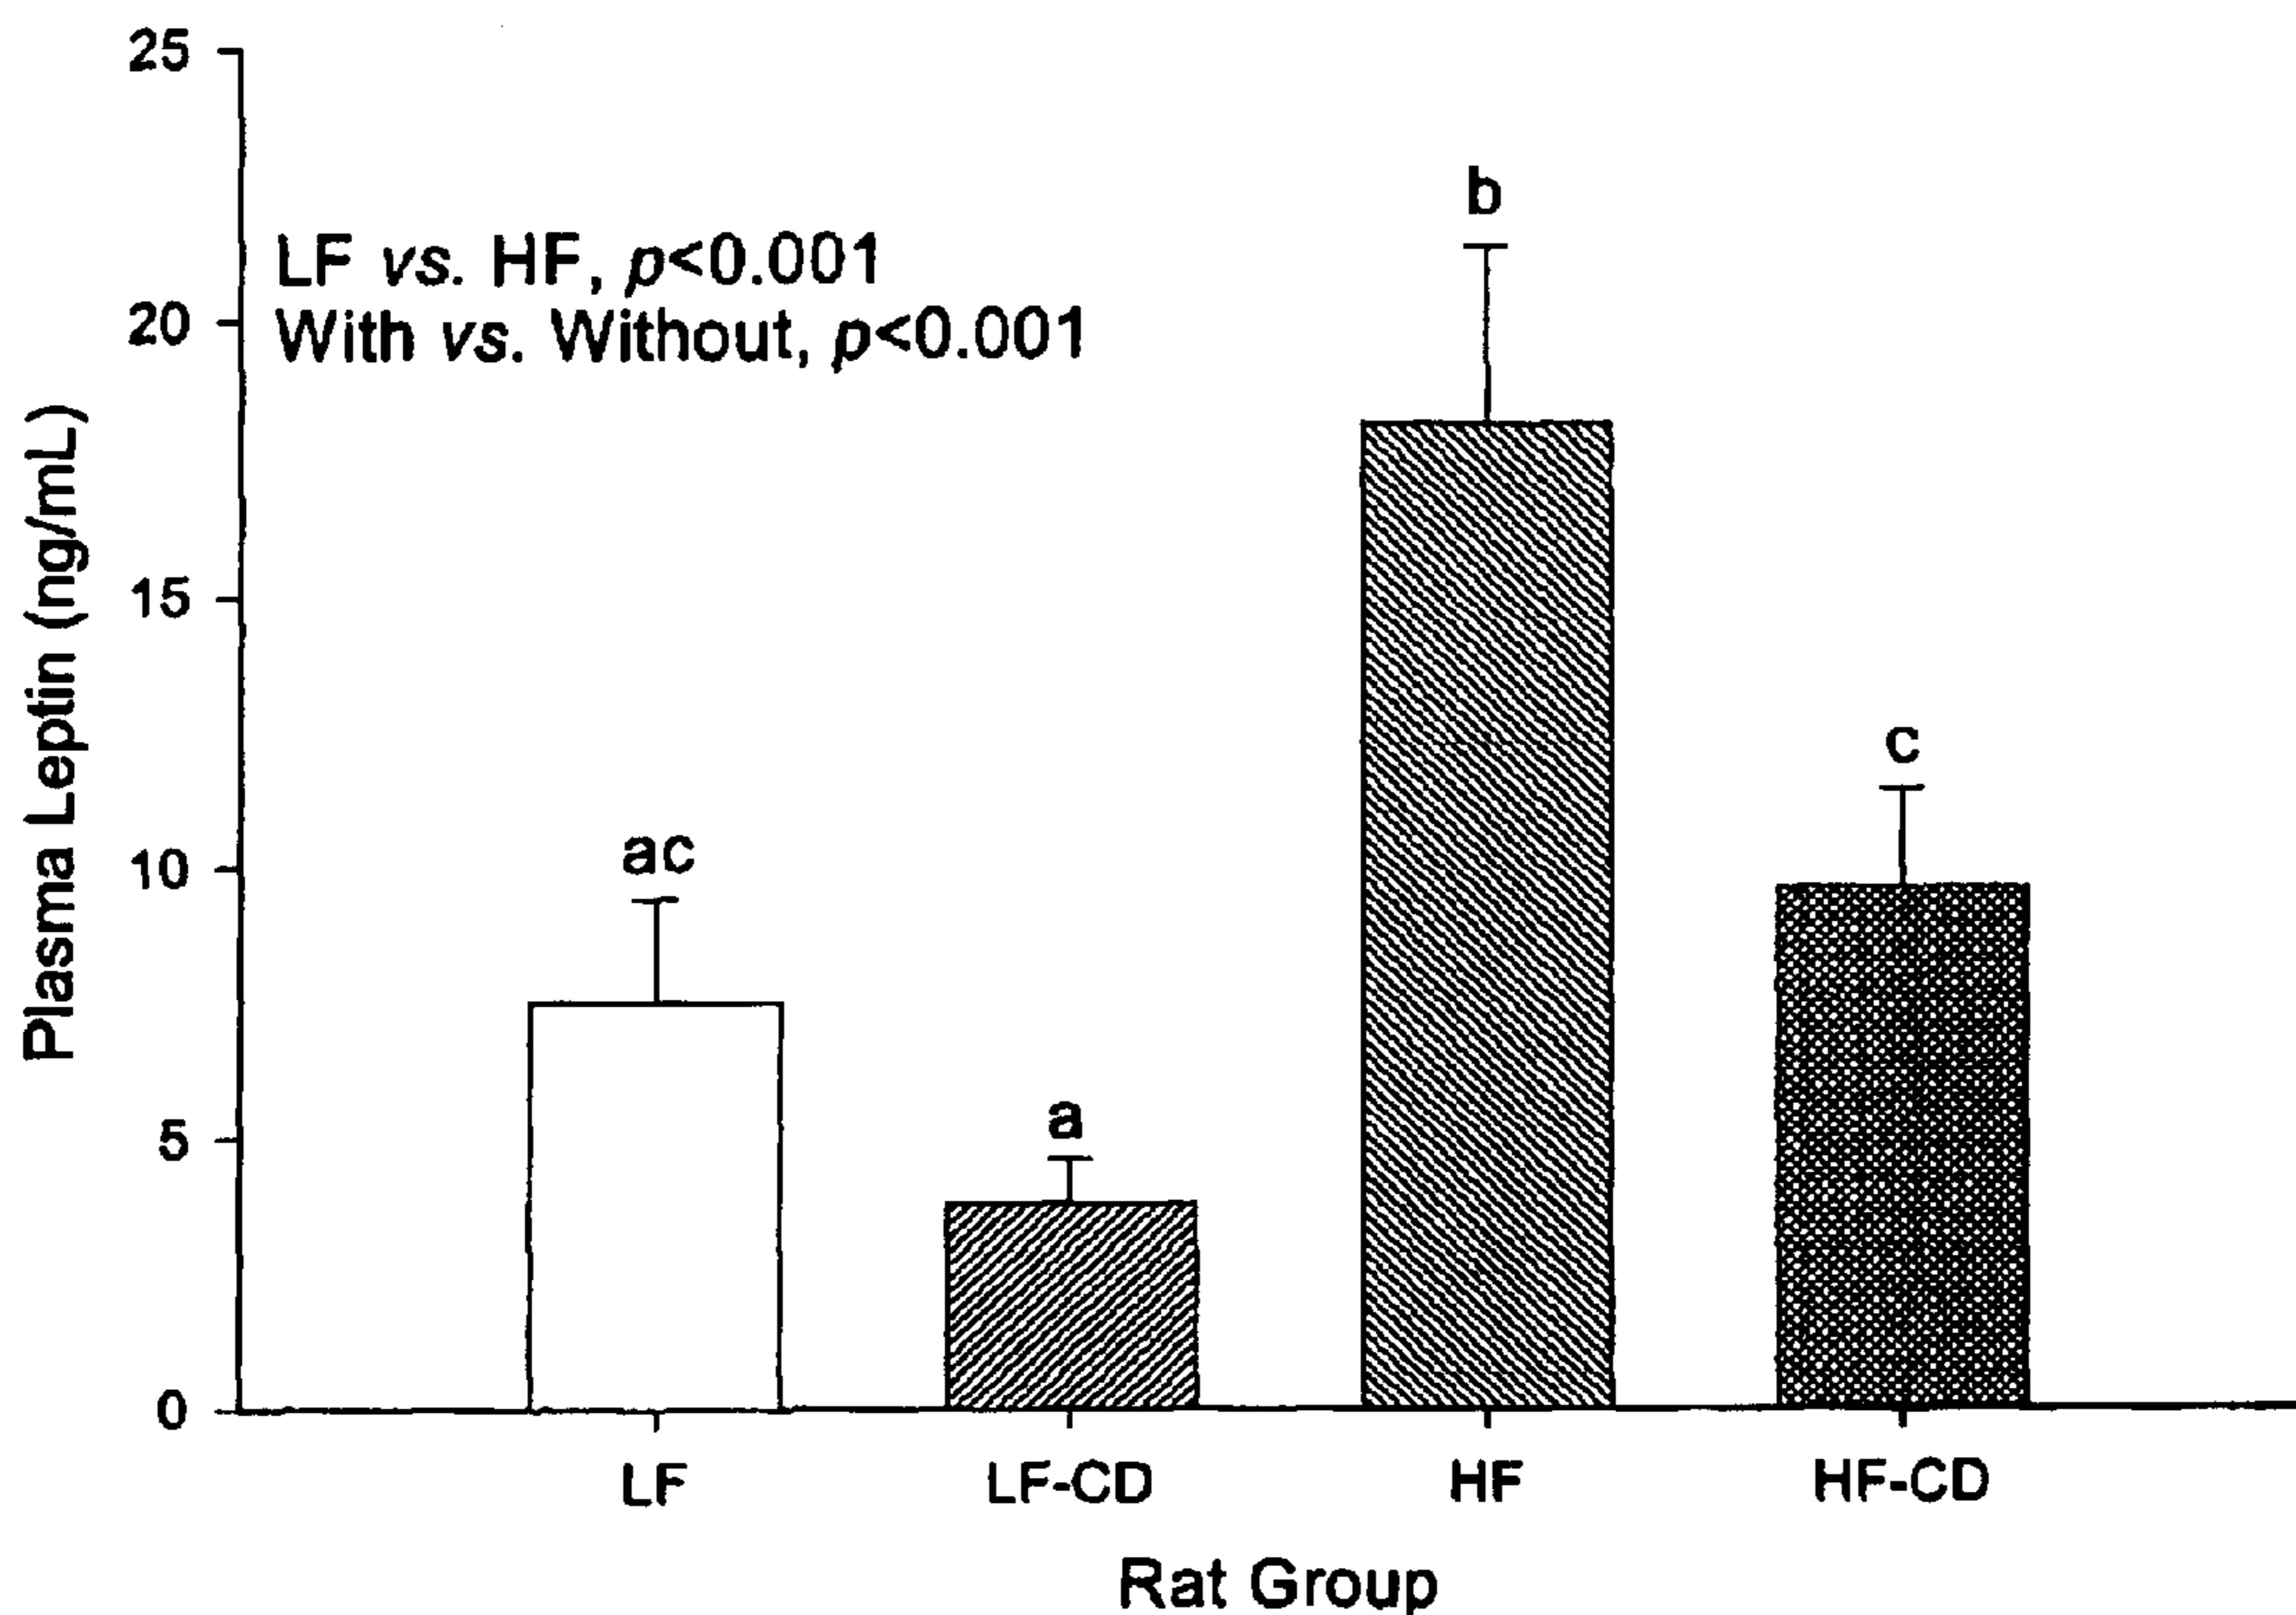 25
20
15
10
5
0
Plasma Leptin (ng/mL)
LF vs. HF, p<0.001
With vs. Without, p<0.001
ac
a
b
c
LF
LF-CD
HF
HF-CD
Rat Group